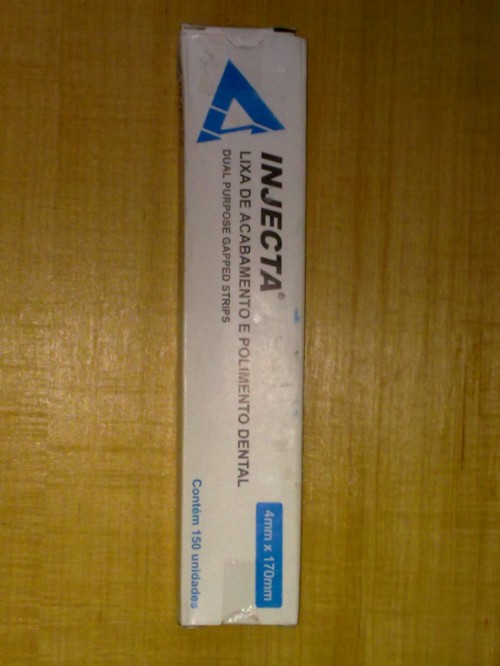 INJECTA®
LIXA DE ACABAMENTO E POLIMENTO DENTAL
DUAL PURPOSE GAPPED STRIPS
4mm x 170mm
Contém 150 unidades